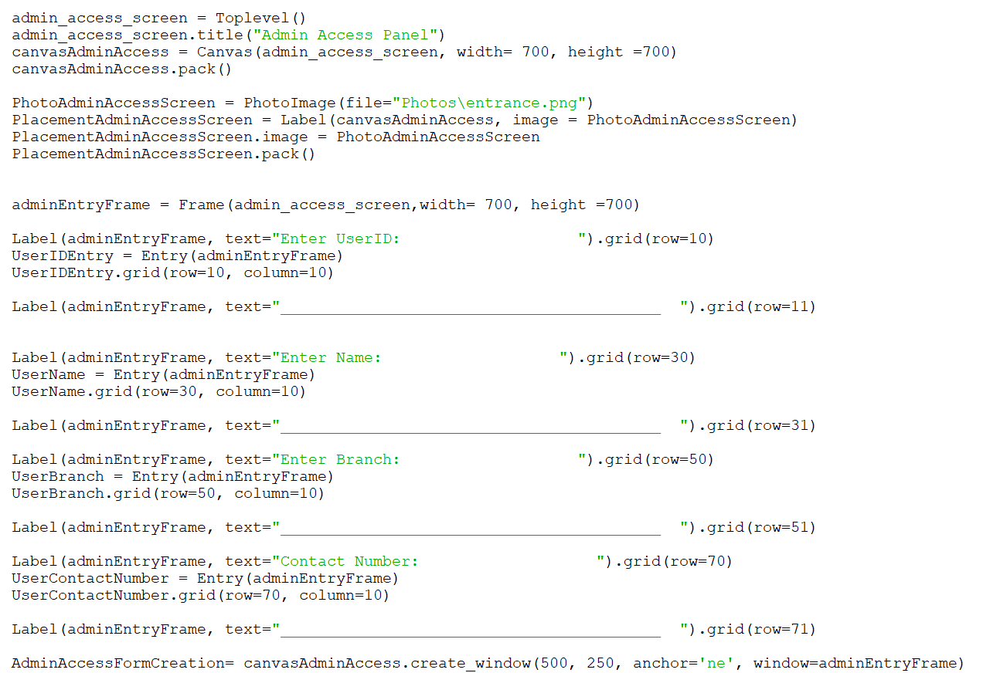 admin_access_screen = Toplevel()
admin_access_screen.title("Admin Access Panel")
canvasAdminAccess = Canvas(admin_access_screen, width= 700, height =700)
canvasAdminAccess.pack()
PhotoAdminAccessScreen = PhotoImage(file="Photos\entrance.png")
PlacementAdminAccessScreen = Label(canvasAdminAccess, image = PhotoAdminAccessScreen)
PlacementAdminAccessScreen.image = PhotoAdminAccessScreen
PlacementAdminAccessScreen.pack()
adminEntryFrame = Frame(admin_access_screen,width= 700, height =700)
Label(adminEntryFrame, text="Enter UserID:                   ").grid(row=10)
UserIDEntry = Entry(adminEntryFrame)
UserIDEntry.grid(row=10, column=10)
Label(adminEntryFrame, text="_________________________________________  ").grid(row=11)
Label(adminEntryFrame, text="Enter Name:                   ").grid(row=30)
UserName = Entry(adminEntryFrame)
UserName.grid(row=30, column=10)
Label(adminEntryFrame, text="_________________________________________  ").grid(row=31)
Label(adminEntryFrame, text="Enter Branch:                   ").grid(row=50)
UserBranch = Entry(adminEntryFrame)
UserBranch.grid(row=50, column=10)
Label(adminEntryFrame, text="_________________________________________  ").grid(row=51)
Label(adminEntryFrame, text="Contact Number:                   ").grid(row=70)
UserContactNumber = Entry(adminEntryFrame)
UserContactNumber.grid(row=70, column=10)
Label(adminEntryFrame, text="_________________________________________  ").grid(row=71)
AdminAccessFormCreation= canvasAdminAccess.create_window(500, 250, anchor='ne', window=adminEntryFrame)